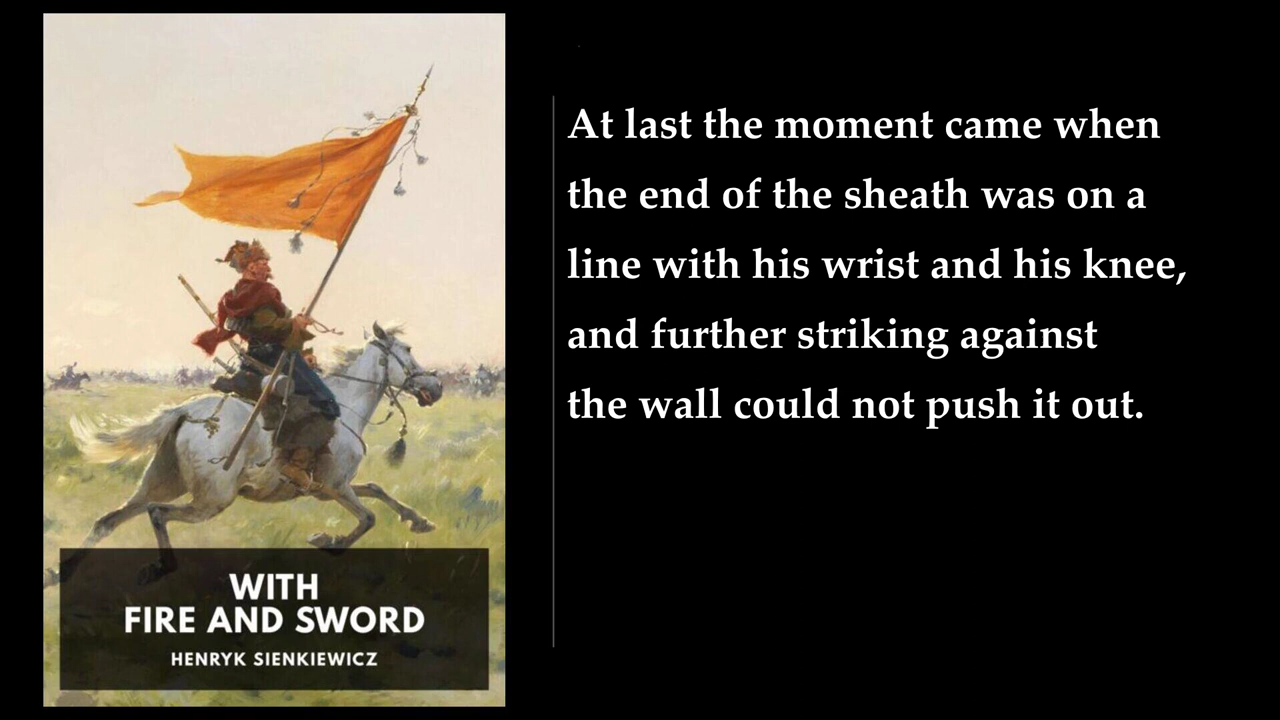 WITH
FIRE AND SWORD
HENRYK SIENKIEWICZ
At last the moment came when
the end of the sheath was on a
line with his wrist and his knee,
and further striking against
the wall could not push it out.